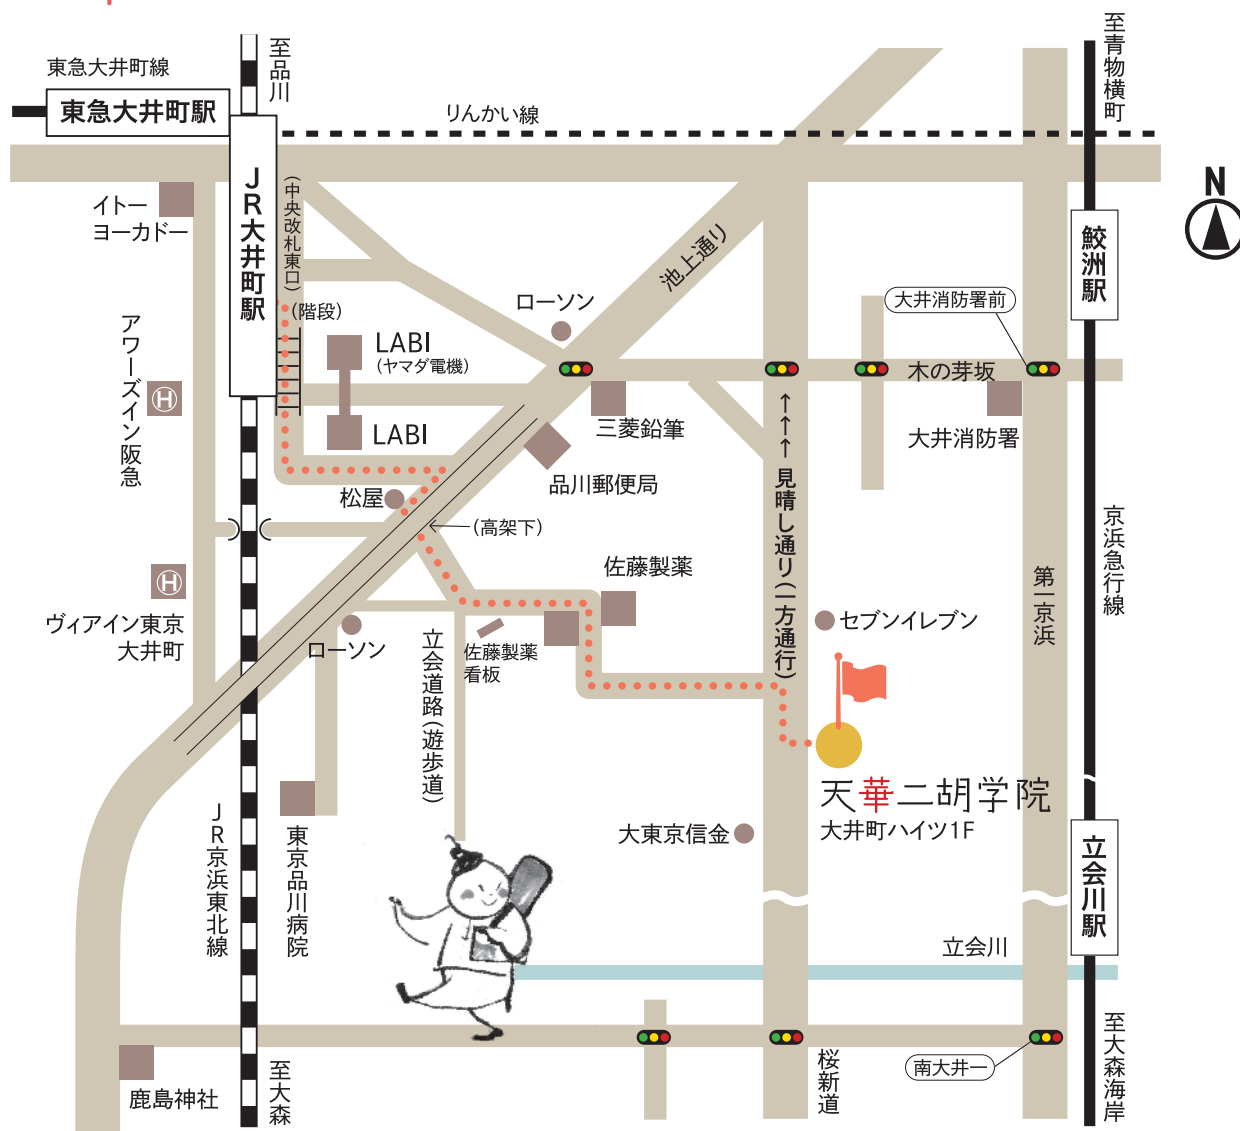 至青物横町
至品川
東急大井町線
東急大井町駅
りんかい線
JR大井町駅
(中央改札東口)
(階段)
イトー
ヨーカドー
池上通り
鮫洲駅
N
ローソン
大井消防署前
アワーズイン阪急
H
LABI
(ヤマダ電機)
LABI
木の芽坂
三菱鉛筆
大井消防署
品川郵便局
松屋
(高架下)
↑↑↑見晴し通り(一方通行)
京浜急行線
第一京浜
H
ヴィアイン東京
大井町
佐藤製薬
ローソン
立会道路(遊歩道)
佐藤製薬
看板
セブンイレブン
天華二胡学院
大井町ハイツ1F
大東京信金
JR京浜東北線
東京品川病院
立会川駅
立会川
鹿島神社
至大森
桜新道
南大井一
至大森海岸